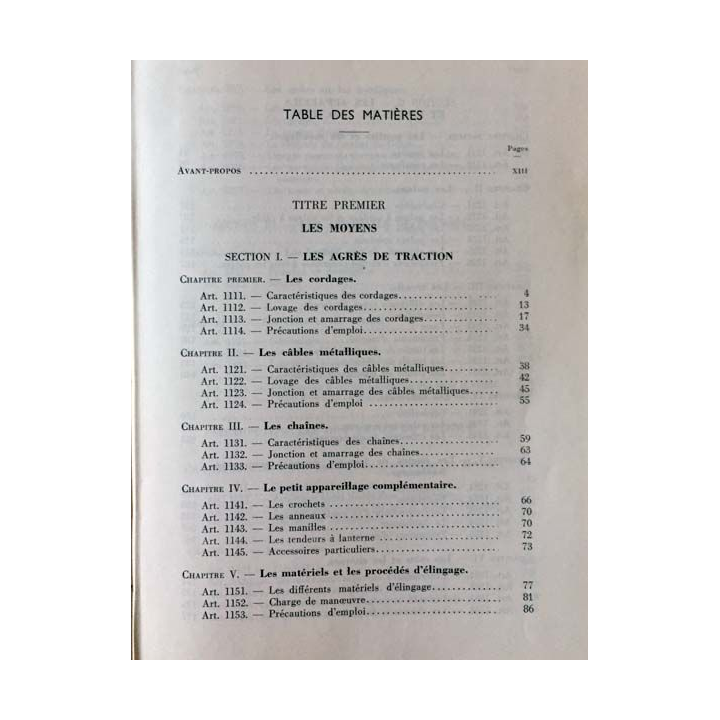 TABLE DES MATIÈRES
Pages
AVANT-PROPOS ........ XIII
TITRE PREMIER
LES MOYENS
SECTION I. — LES AGRÈS DE TRACTION
CHAPITRE PREMIER. — Les cordages.
Art. 1111. — Caractéristiques des cordages........ 4
Art. 1112. — Lovage des cordages........ 13
Art. 1113. — Jonction et amarrage des cordages........ 17
Art. 1114. — Précautions d'emploi........ 34
CHAPITRE II. — Les câbles métalliques.
Art. 1121. — Caractéristiques des câbles métalliques........ 38
Art. 1122. — Lovage des câbles métalliques........ 42
Art. 1123. — Jonction et amarrage des câbles métalliques...... 45
Art. 1124. — Précautions d'emploi ........ 55
CHAPITRE III. — Les chaînes.
Art. 1131. — Caractéristiques des chaînes........ 59
Art. 1132. — Jonction et amarrage des chaînes........ 63
Art. 1133. — Précautions d'emploi........ 64
CHAPITRE IV. — Le petit appareillage complémentaire.
Art. 1141. — Les crochets ........ 66
Art. 1142. — Les anneaux ........ 70
Art. 1143. — Les manilles ........ 70
Art. 1144. — Les tendeurs à lanterne ........ 72
Art. 1145. — Accessoires particuliers........ 73
CHAPITRE V. — Les matériels et les procédés d'élingage.
Art. 1151. — Les différents matériels d'élingage........ 77
Art. 1152. — Charge de manœuvre........ 81
Art. 1153. — Précautions d'emploi........ 86